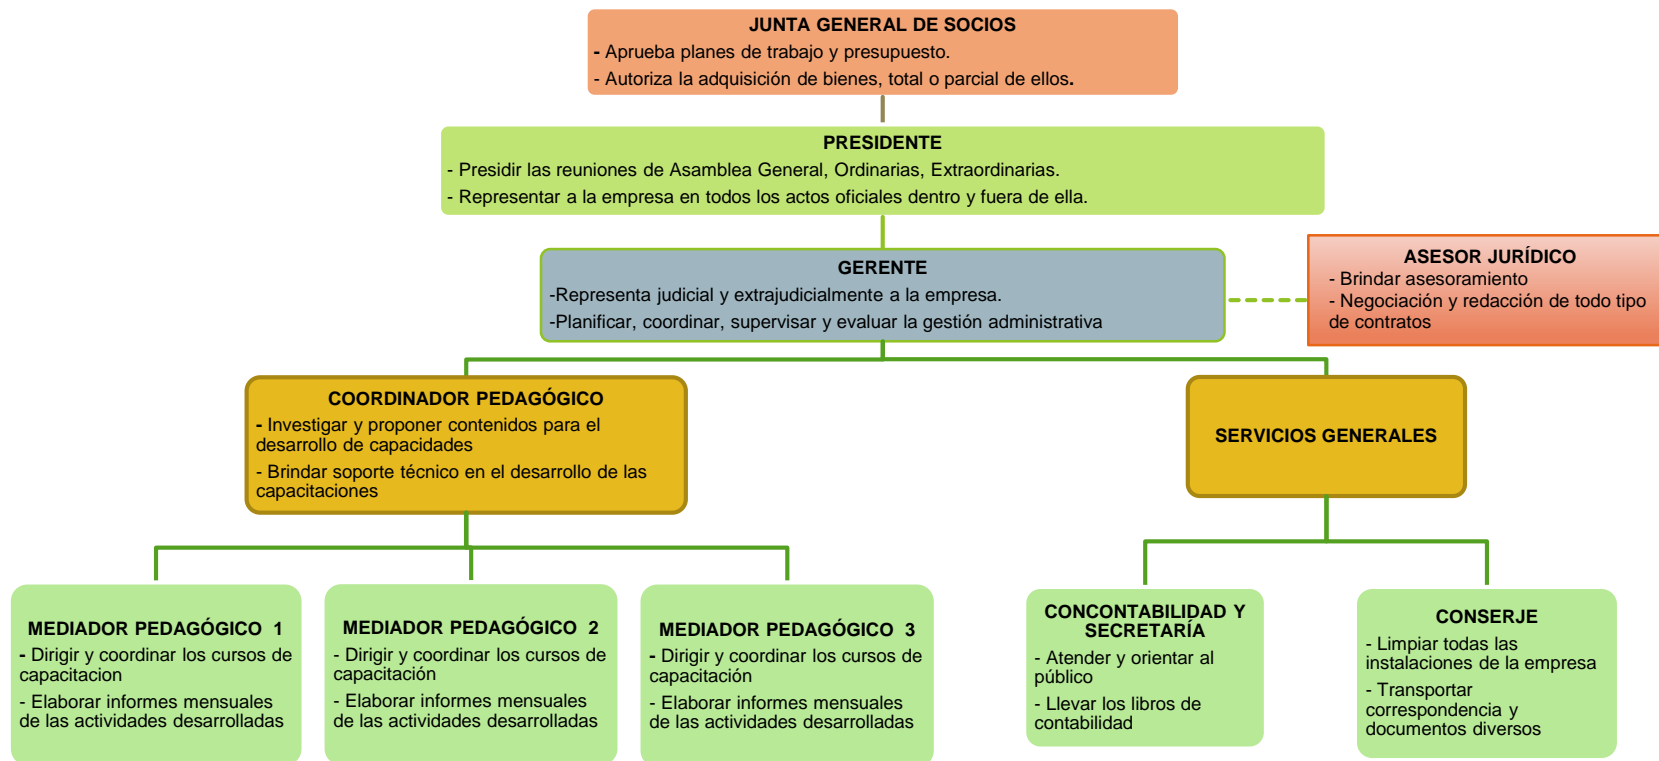 JUNTA GENERAL DE SOCIOS
- Aprueba planes de trabajo y presupuesto.
- Autoriza la adquisición de bienes, total o parcial de ellos.
PRESIDENTE
- Presidir las reuniones de Asamblea General, Ordinarias, Extraordinarias.
- Representar a la empresa en todos los actos oficiales dentro y fuera de ella.
GERENTE
-Representa judicial y extrajudicialmente a la empresa.
-Planificar, coordinar, supervisar y evaluar la gestión administrativa
ASESOR JURÍDICO
- Brindar asesoramiento
- Negociación y redacción de todo tipo
de contratos
COORDINADOR PEDAGÓGICO
- Investigar y proponer contenidos para el
desarrollo de capacidades
- Brindar soporte técnico en el desarrollo de las
capacitaciones
SERVICIOS GENERALES
MEDIADOR PEDAGÓGICO 1
- Dirigir y coordinar los cursos de
capacitacion
- Elaborar informes mensuales
de las actividades desarrolladas
MEDIADOR PEDAGÓGICO 2
- Dirigir y coordinar los cursos de
capacitación
- Elaborar informes mensuales
de las actividades desarrolladas
MEDIADOR PEDAGÓGICO 3
- Dirigir y coordinar los cursos de
capacitación
- Elaborar informes mensuales
de las actividades desarrolladas
CONCONTABILIDAD Y
SECRETARÍA
- Atender y orientar al
público
- Llevar los libros de
contabilidad
CONSERJE
- Limpiar todas las
instalaciones de la empresa
- Transportar
correspondencia y
documentos diversos